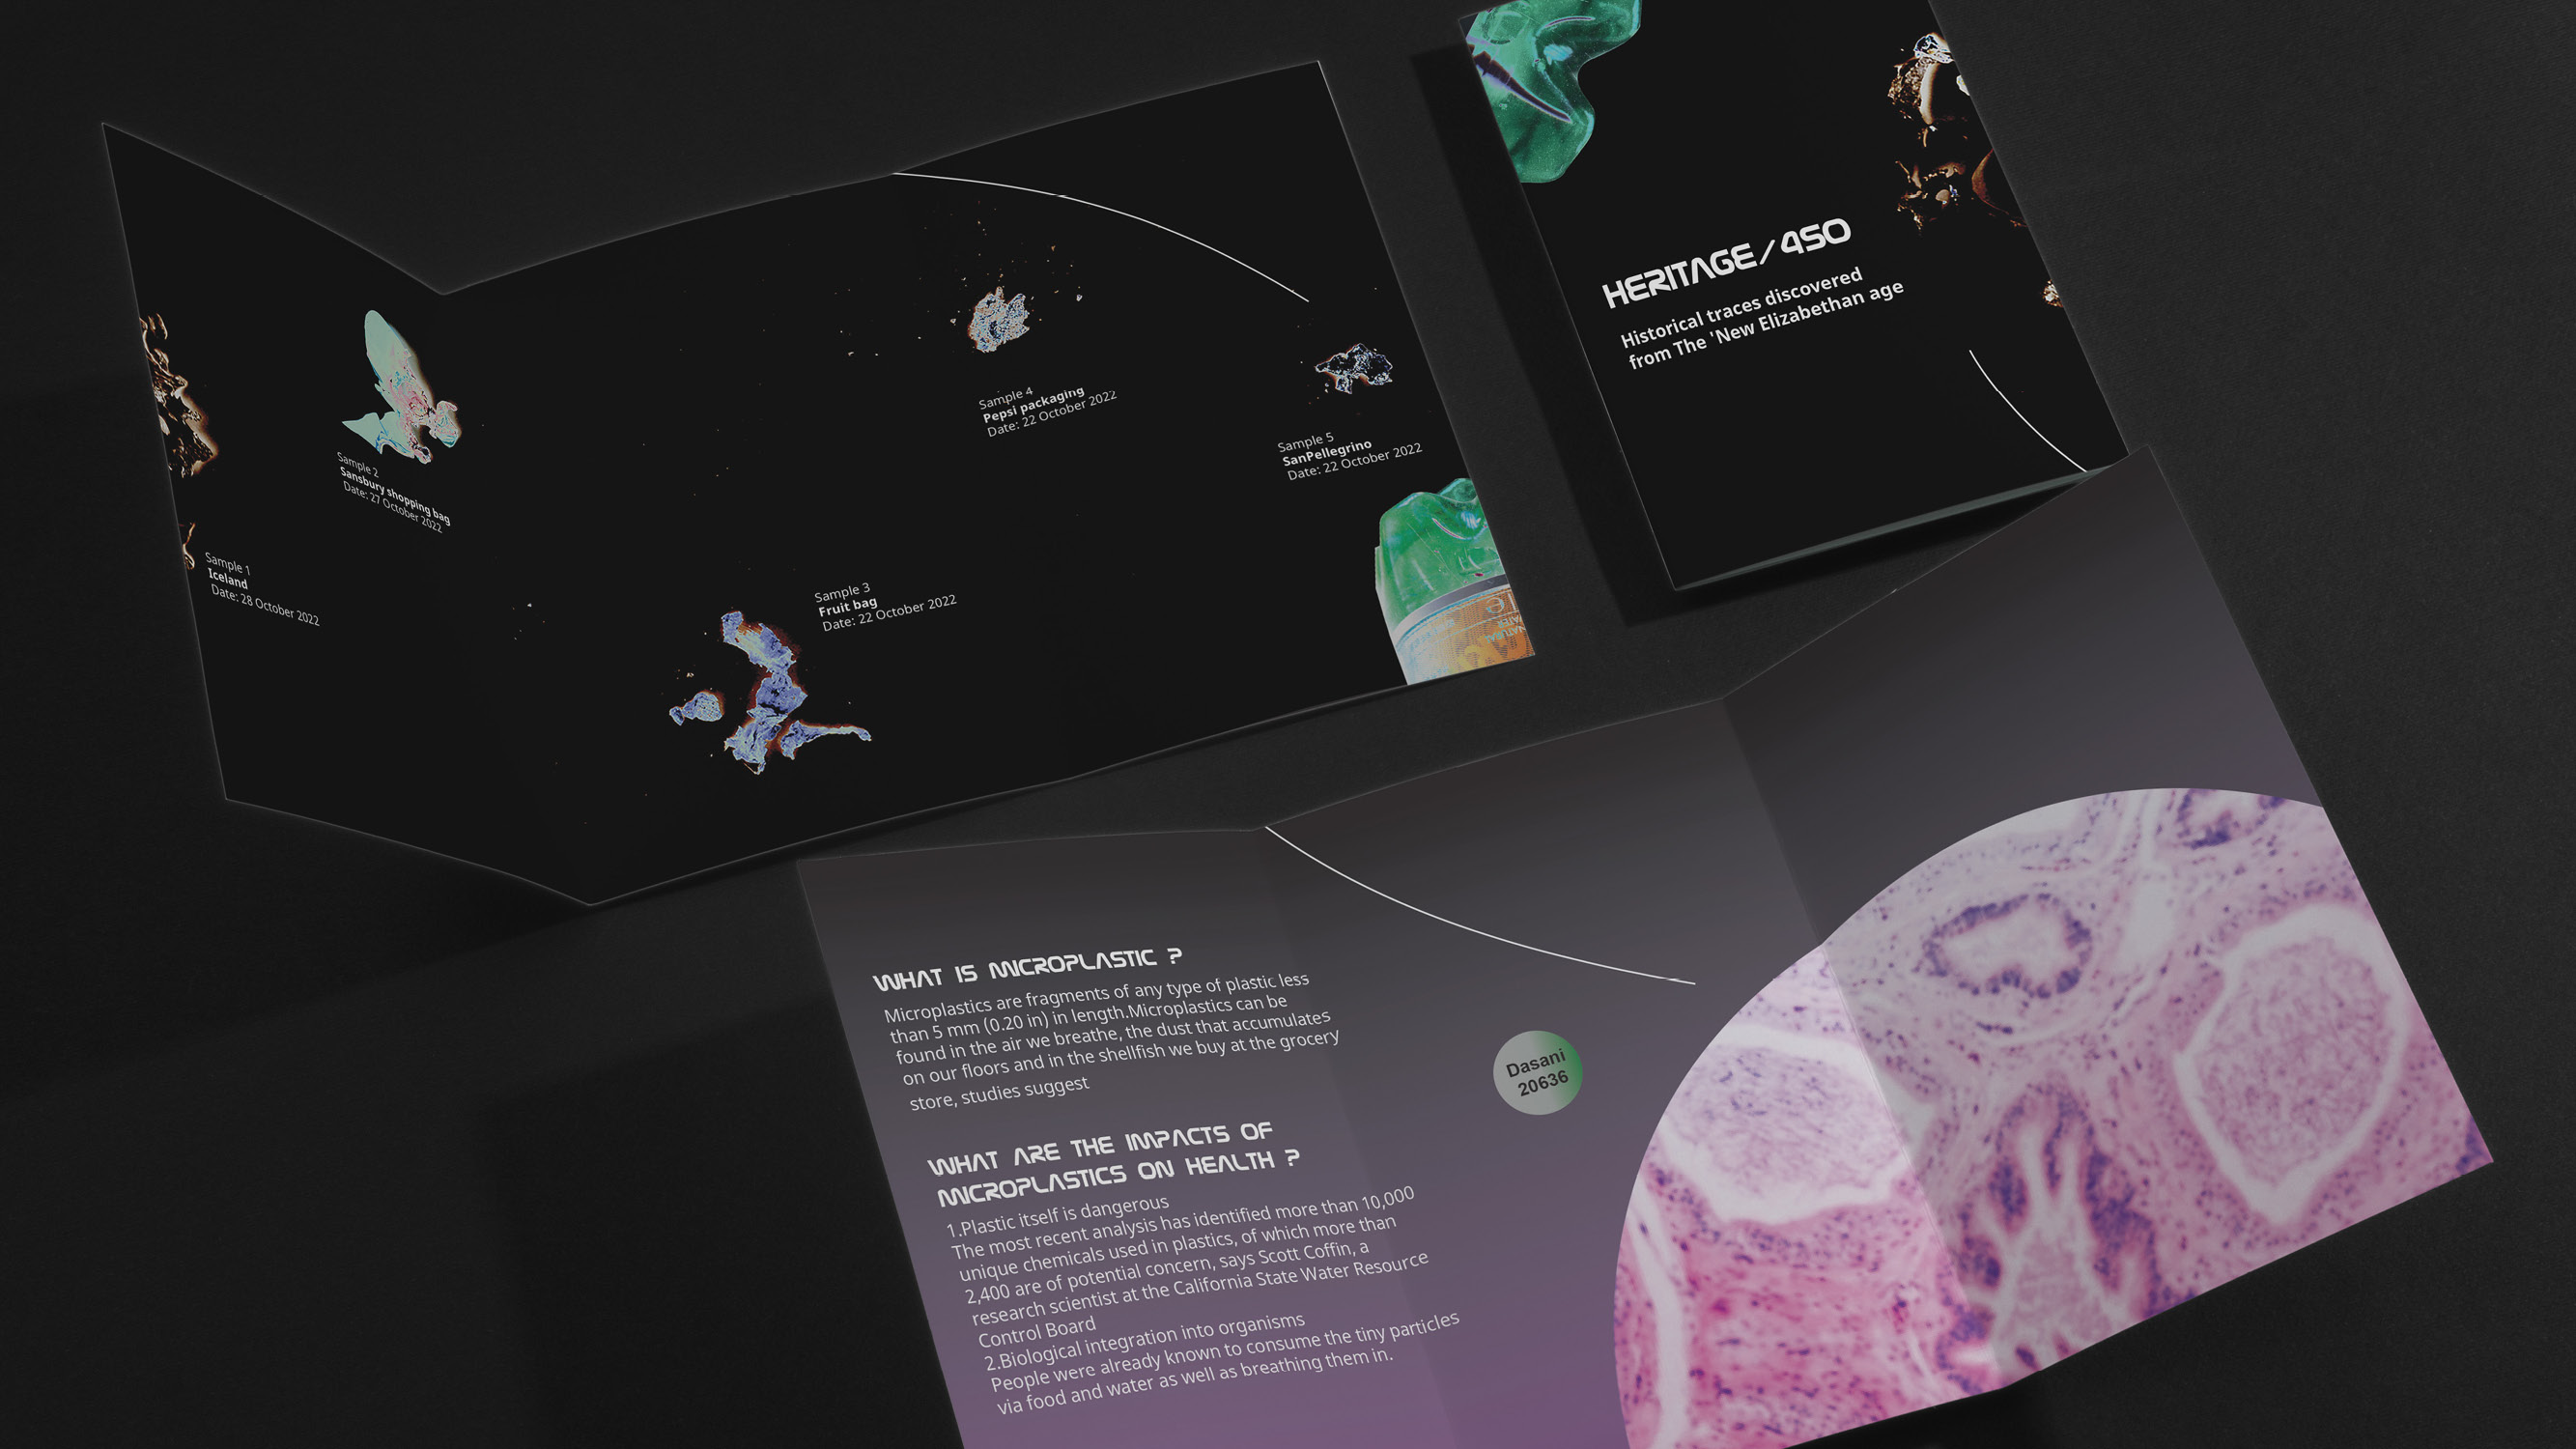 Sample 1
Iceland
Date: 28 October 2022
Sample 2
Sansbury shopping bag
Date: 27 October 2022
Sample 3
Fruit bag
Date: 22 October 2022
Sample 4
Pepsi packaging
Date: 22 October 2022
Sample 5
SanPellegrino
Date: 22 October 2022
HERITAGE/450
Historical traces discovered
from The 'New Elizabethan age
WHAT IS MICROPLASTIC ?
Microplastics are fragments of any type of plastic less
than 5 mm (0.20 in) in length.Microplastics can be
found in the air we breathe, the dust that accumulates
on our floors and in the shellfish we buy at the grocery
store, studies suggest
WHAT ARE THE IMPACTS OF
MICROPLASTICS ON HEALTH ?
1.Plastic itself is dangerous
The most recent analysis has identified more than 10,000
unique chemicals used in plastics, of which more than
2,400 are of potential concern, says Scott Coffin, a
research scientist at the California State Water Resource
Control Board
2.Biological integration into organisms
People were already known to consume the tiny particles
via food and water as well as breathing them in.
Dasani
20636